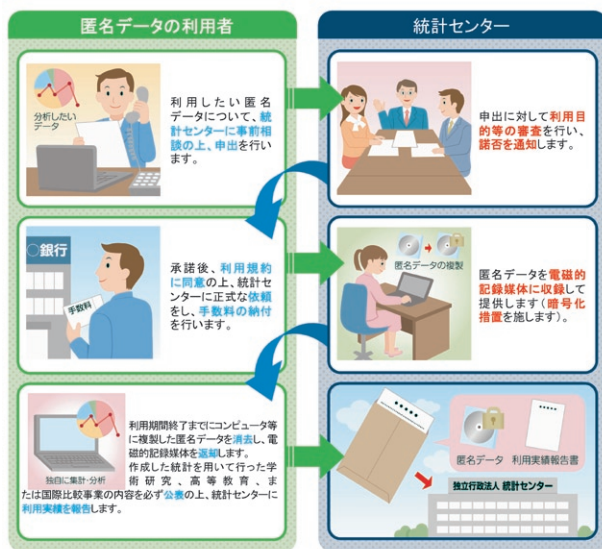 匿名データの利用者
統計センター
分析したい
データ
利用したい匿名
データについて、統
計センターに事前相
談の上、申出を行い
ます。
申出に対して利用目
的等の審査を行い、
諾否を通知します。
○銀行
手数料
承諾後、利用規約
に同意の上、統計セ
ンターに正式な依頼
をし、手数料の納付
を行います。
匿名データの複製
匿名データを電磁的
記録媒体に収録して
提供します(暗号化
措置を施します)。
利用期間終了までにコンピュータ等
に複製した匿名データを消去し、電
磁的記録媒体を返却します。
作成した統計を用いて行った学
術研究、高等教育、ま
たは国際比較事業の内容を必ず公表の上、統計センターに
利用実績を報告します。
独自に集計・分析
匿名データ 利用実績報告書
独立行政法人 統計センター